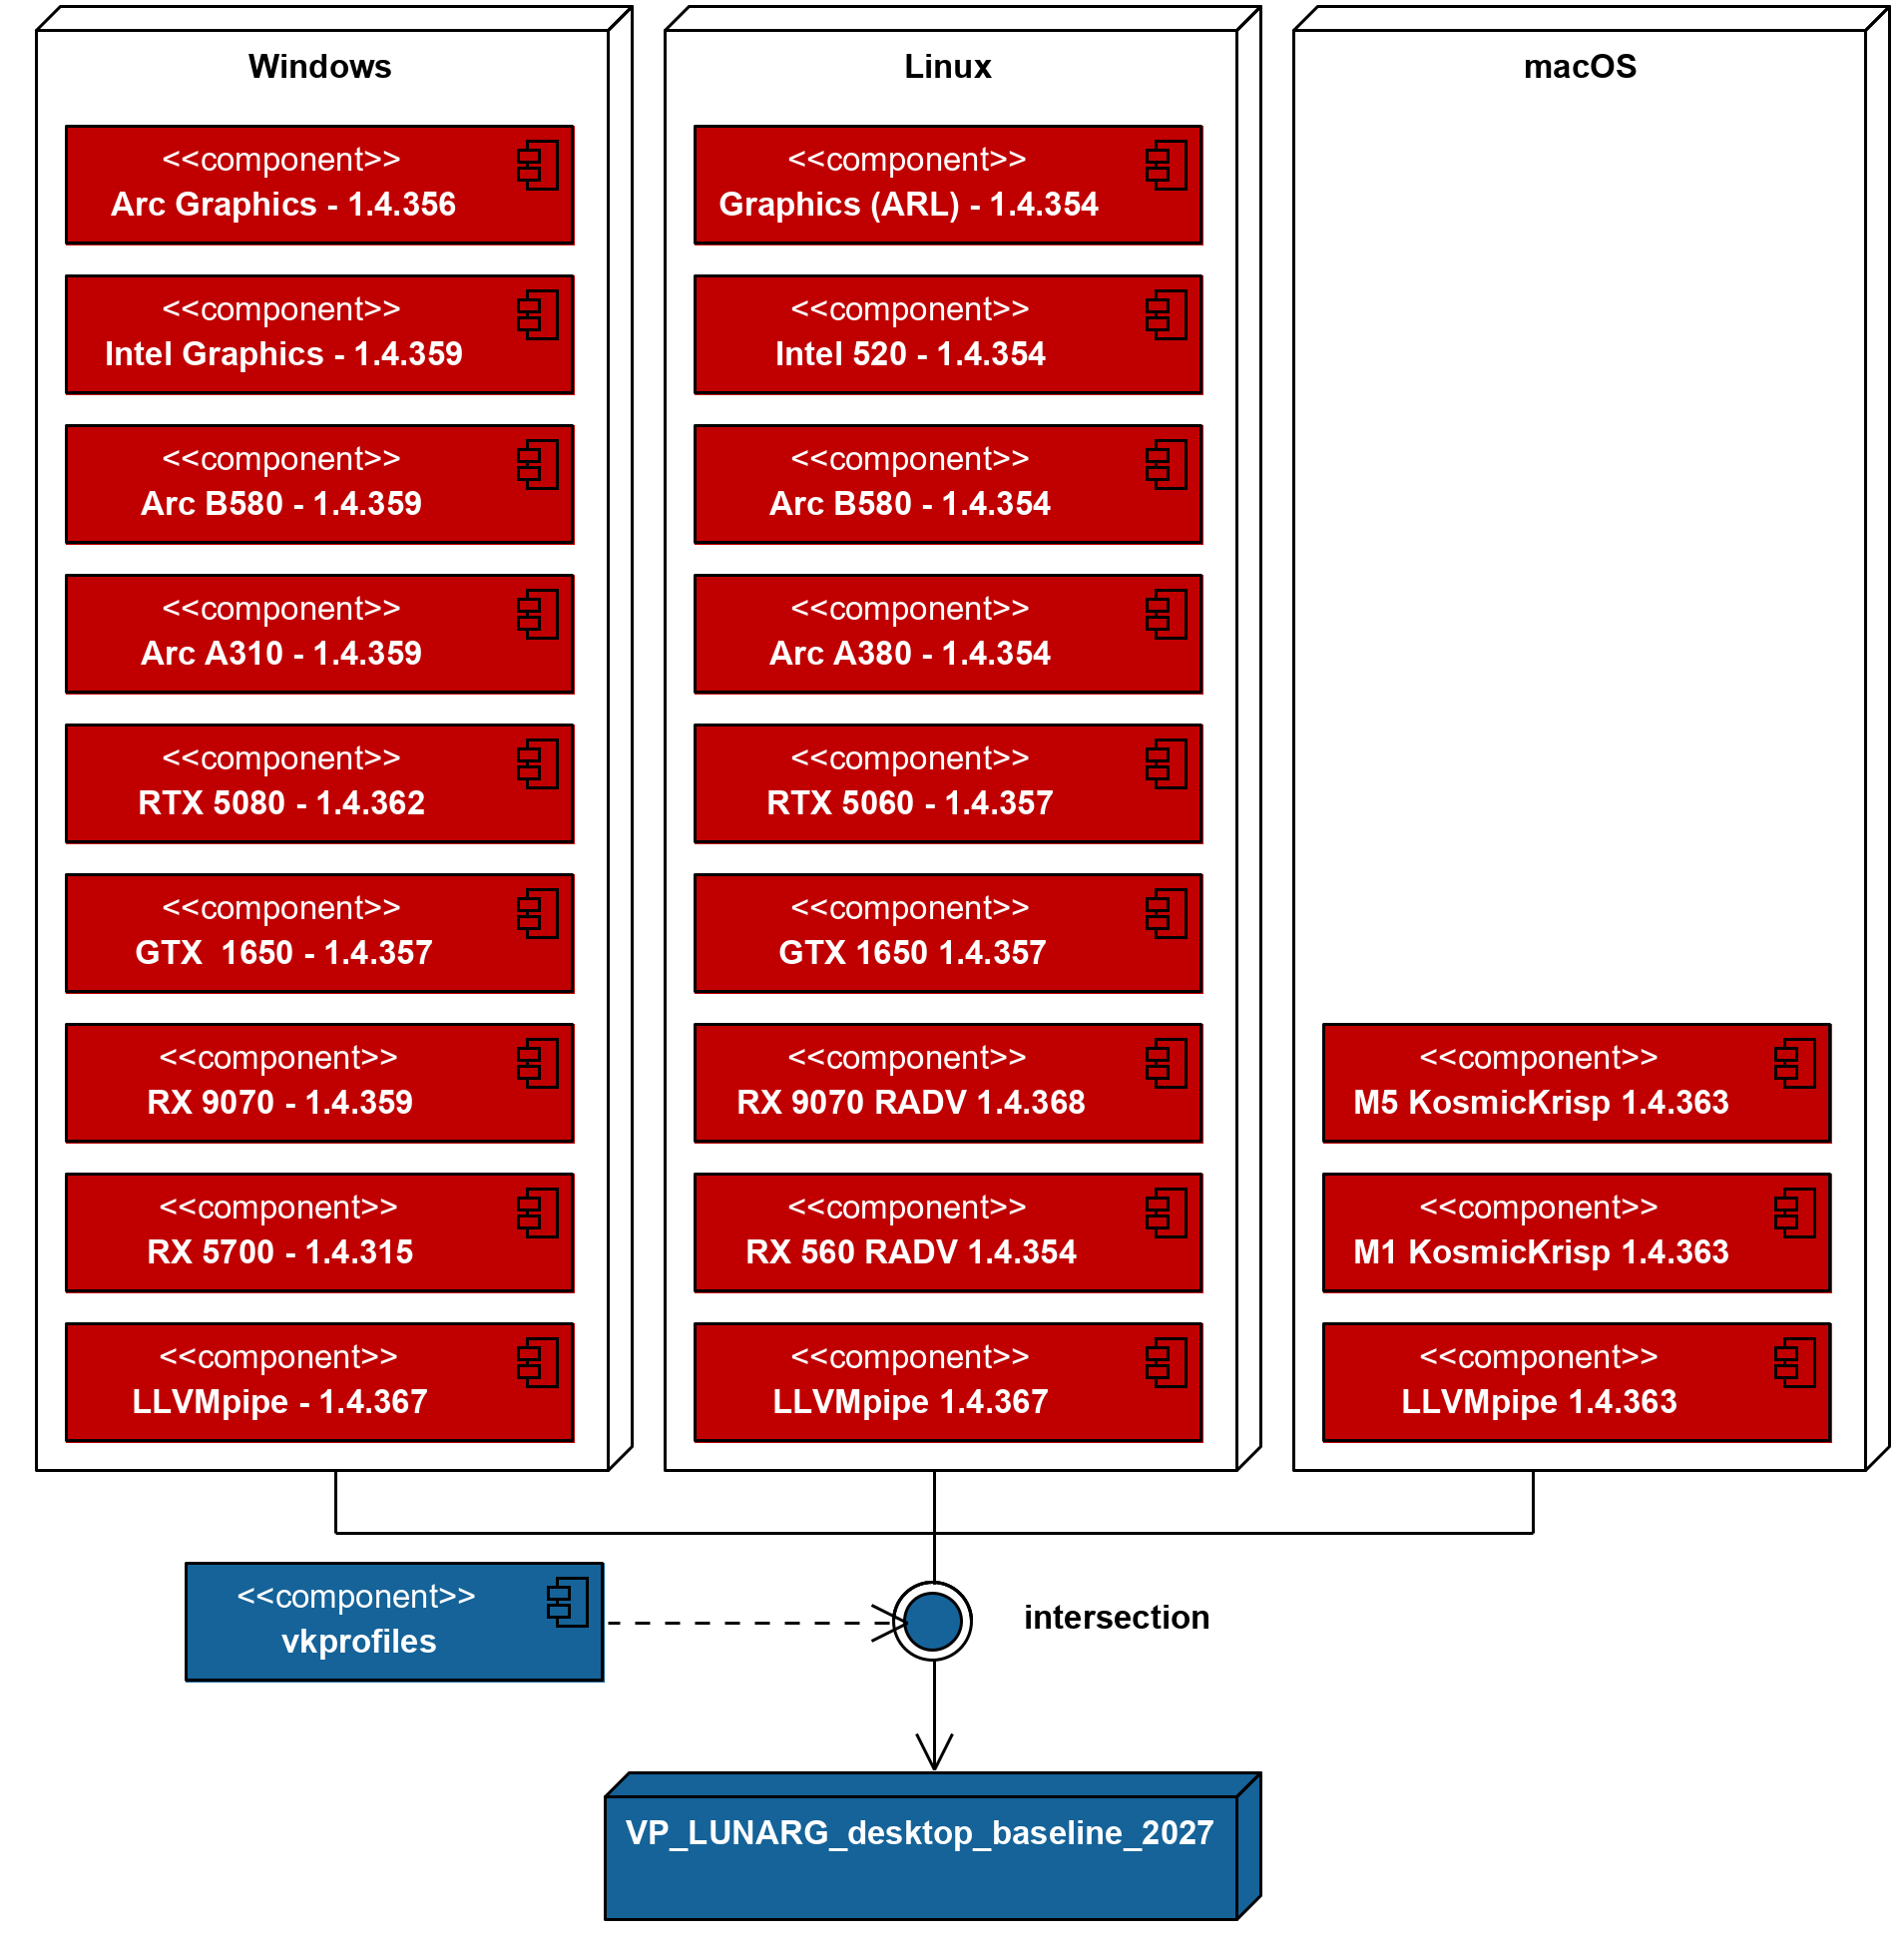 Windows
<<component>>
Arc Graphics - 1.4.356
<<component>>
Intel Graphics - 1.4.359
<<component>>
Arc B580 - 1.4.359
<<component>>
Arc A310 - 1.4.359
<<component>>
RTX 5080 - 1.4.362
<<component>>
GTX  1650 - 1.4.357
<<component>>
RX 9070 - 1.4.359
<<component>>
RX 5700 - 1.4.315
<<component>>
LLVMpipe - 1.4.367
Linux
<<component>>
Graphics (ARL) - 1.4.354
<<component>>
Intel 520 - 1.4.354
<<component>>
Arc B580 - 1.4.354
<<component>>
Arc A380 - 1.4.354
<<component>>
RTX 5060 - 1.4.357
<<component>>
GTX 1650 1.4.357
<<component>>
RX 9070 RADV 1.4.368
<<component>>
RX 560 RADV 1.4.354
<<component>>
LLVMpipe 1.4.367
macOS
<<component>>
M5 KosmicKrisp 1.4.363
<<component>>
M1 KosmicKrisp 1.4.363
<<component>>
LLVMpipe 1.4.363
<<component>>
vkprofiles
intersection
VP_LUNARG_desktop_baseline_2027